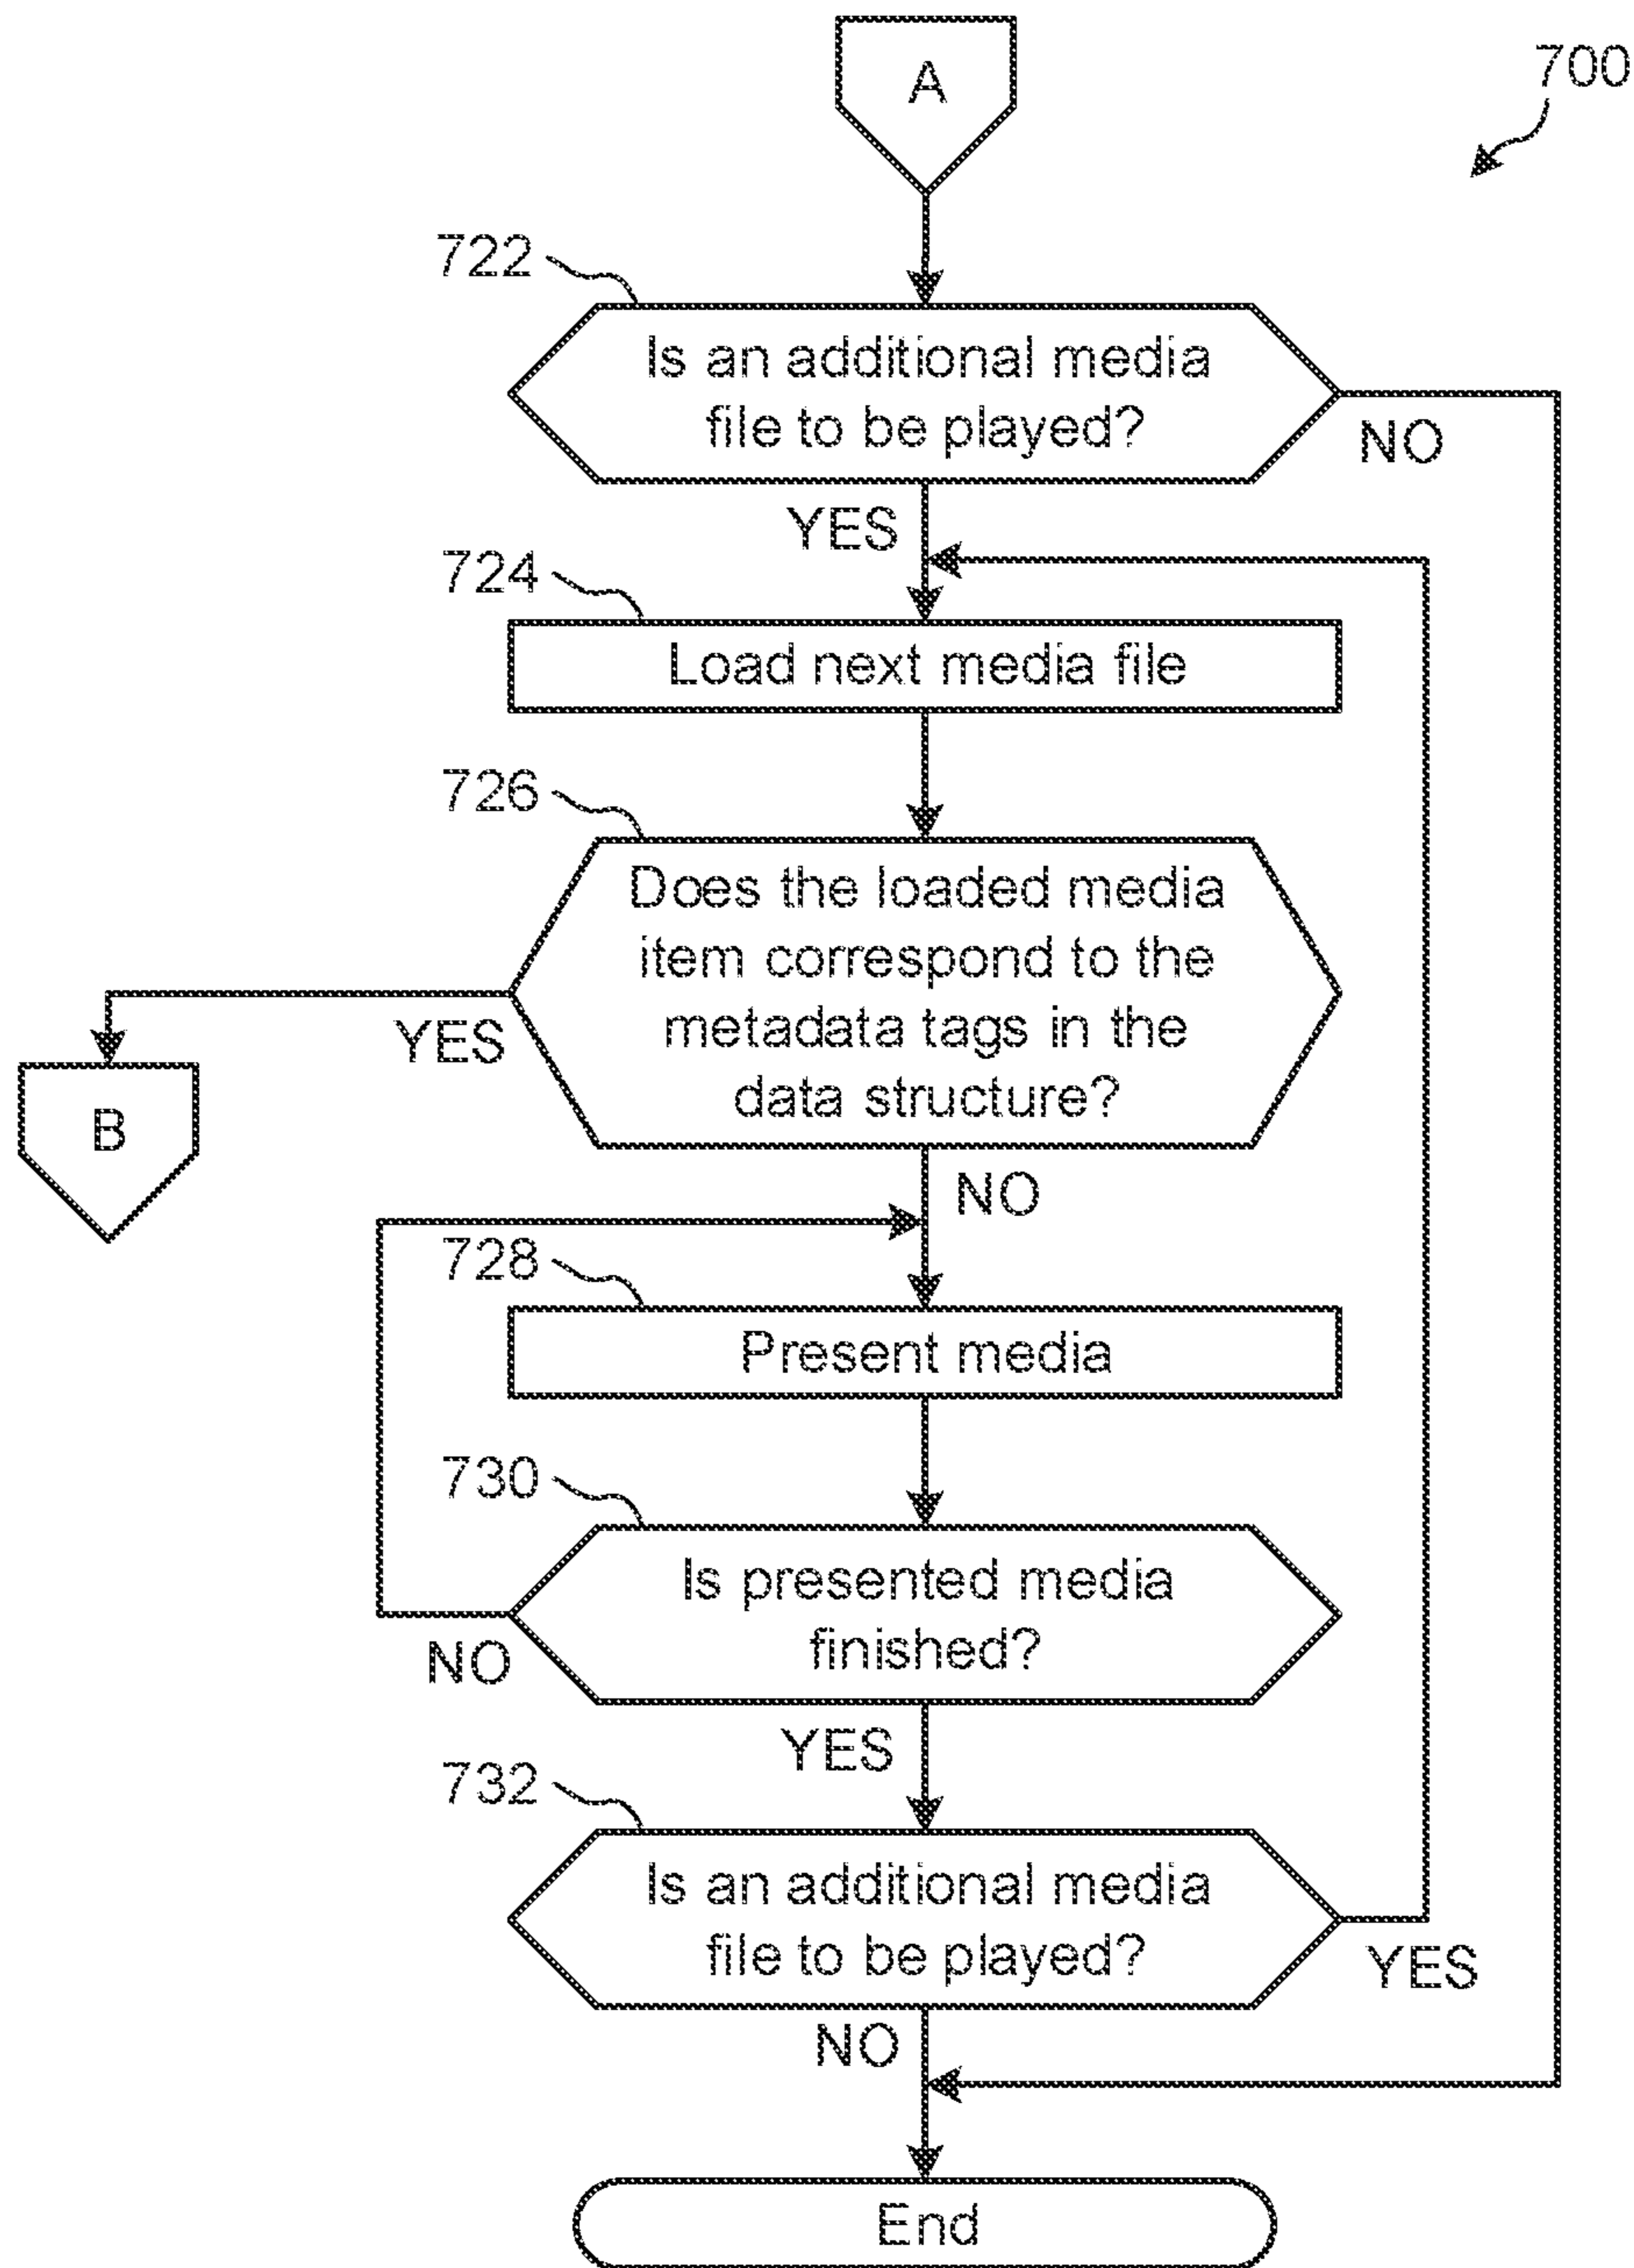 A
700
722
Is an additional media
file to be played?
NO
YES
724
Load next media file
726
Does the loaded media
item correspond to the
metadata tags in the
data structure?
YES
B
NO
728
Present media
730
Is presented media
finished?
NO
YES
732
Is an additional media
file to be played?
YES
NO
End